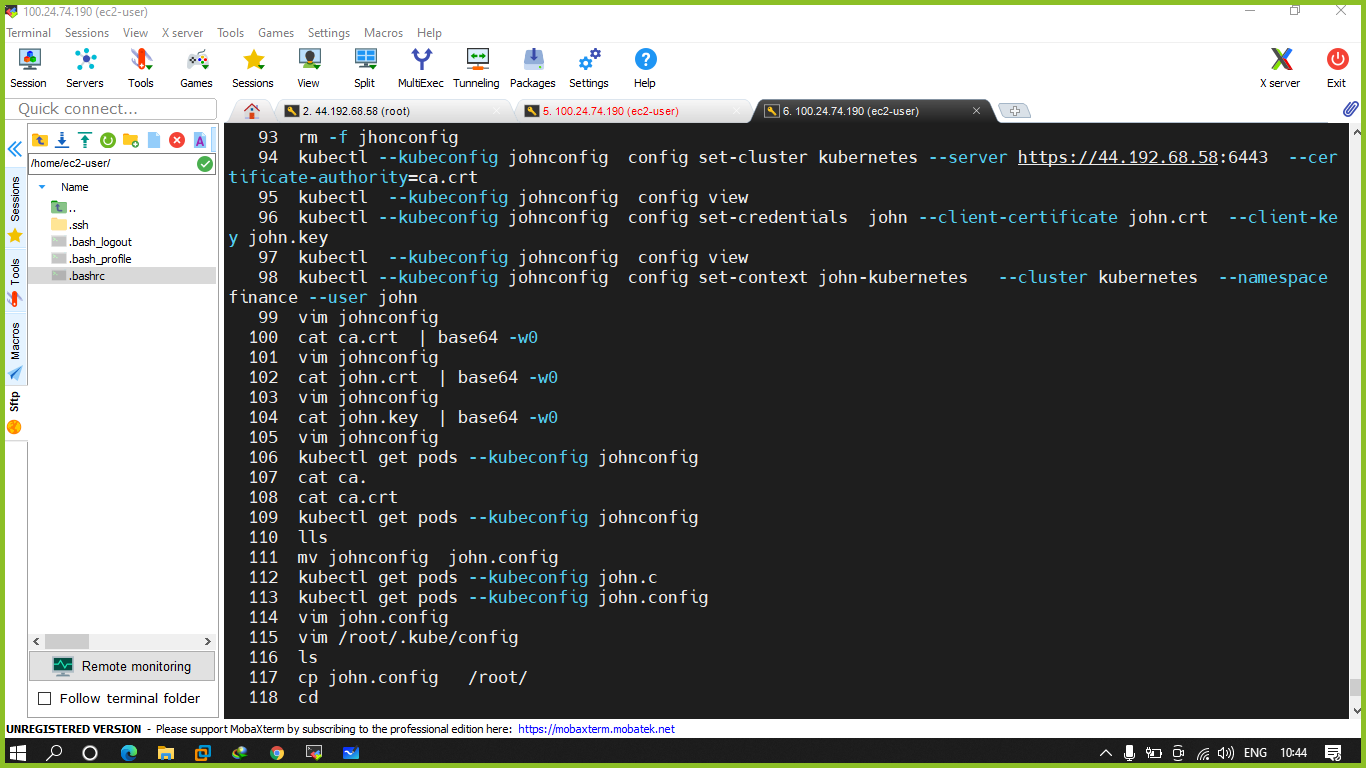 100.24.74.190 (ec2-user)
Terminal Sessions View X server Tools Games Settings Macros Help
Session Servers Tools Games Sessions View Split MultiExec Tunneling Packages Settings Help X server Exit
Quick connect...
2. 44.192.68.58 (root)
5. 100.24.74.190 (ec2-user)
6. 100.24.74.190 (ec2-user)
/home/ec2-user/
Name
..
.ssh
.bash_logout
.bash_profile
.bashrc
Sessions
Tools
Macros
Sftp
Remote monitoring
Follow terminal folder
93 rm -f jhonconfig
94 kubectl --kubeconfig johnconfig config set-cluster kubernetes --server https://44.192.68.58:6443 --cer
tificate-authority=ca.crt
95 kubectl --kubeconfig johnconfig config view
96 kubectl --kubeconfig johnconfig config set-credentials john --client-certificate john.crt --client-ke
y john.key
97 kubectl --kubeconfig johnconfig config view
98 kubectl --kubeconfig johnconfig config set-context john-kubernetes --cluster kubernetes --namespace
finance --user john
99 vim johnconfig
100 cat ca.crt | base64 -w0
101 vim johnconfig
102 cat john.crt | base64 -w0
103 vim johnconfig
104 cat john.key | base64 -w0
105 vim johnconfig
106 kubectl get pods --kubeconfig johnconfig
107 cat ca.
108 cat ca.crt
109 kubectl get pods --kubeconfig johnconfig
110 lls
111 mv johnconfig john.config
112 kubectl get pods --kubeconfig john.c
113 kubectl get pods --kubeconfig john.config
114 vim john.config
115 vim /root/.kube/config
116 ls
117 cp john.config /root/
118 cd
UNREGISTERED VERSION - Please support MobaXterm by subscribing to the professional edition here: https://mobaxterm.mobatek.net
ENG 10:44